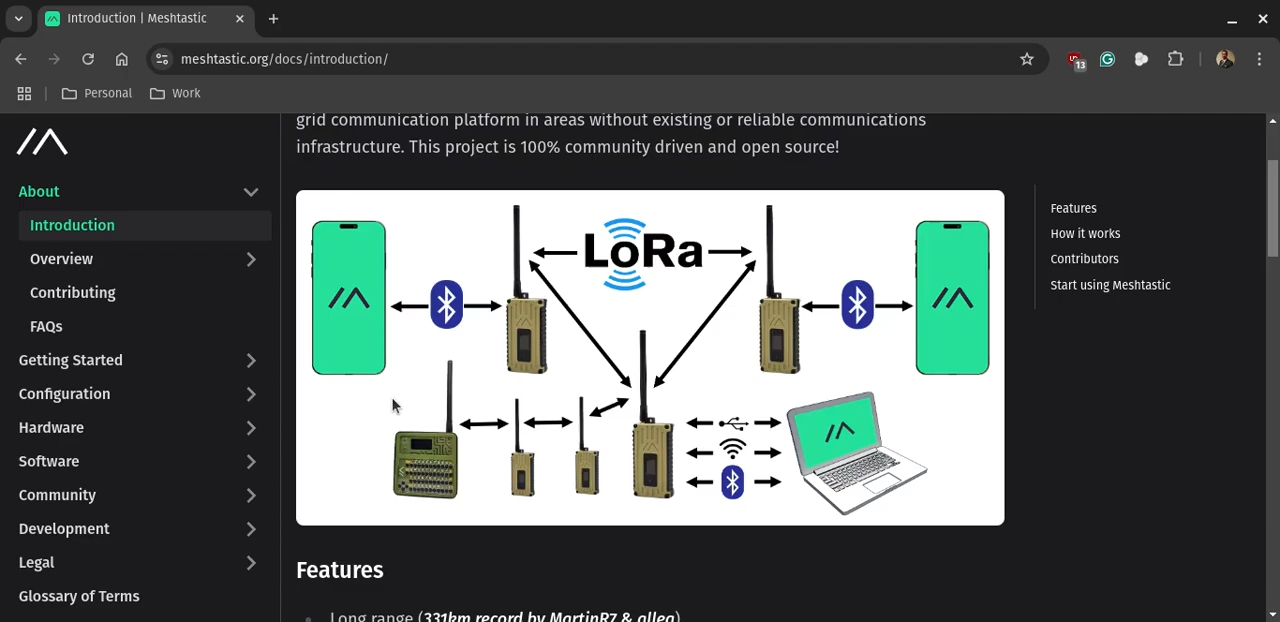 Introduction | Meshtastic
meshtastic.org/docs/introduction/
13
Personal
Work
grid communication platform in areas without existing or reliable communications
infrastructure. This project is 100% community driven and open source!
About
Introduction
Overview
Contributing
FAQs
Getting Started
Configuration
Hardware
Software
Community
Development
Legal
Glossary of Terms
LoRa
Features
How it works
Contributors
Start using Meshtastic
Features
Long range (331km record by MartinR7 & alleg)